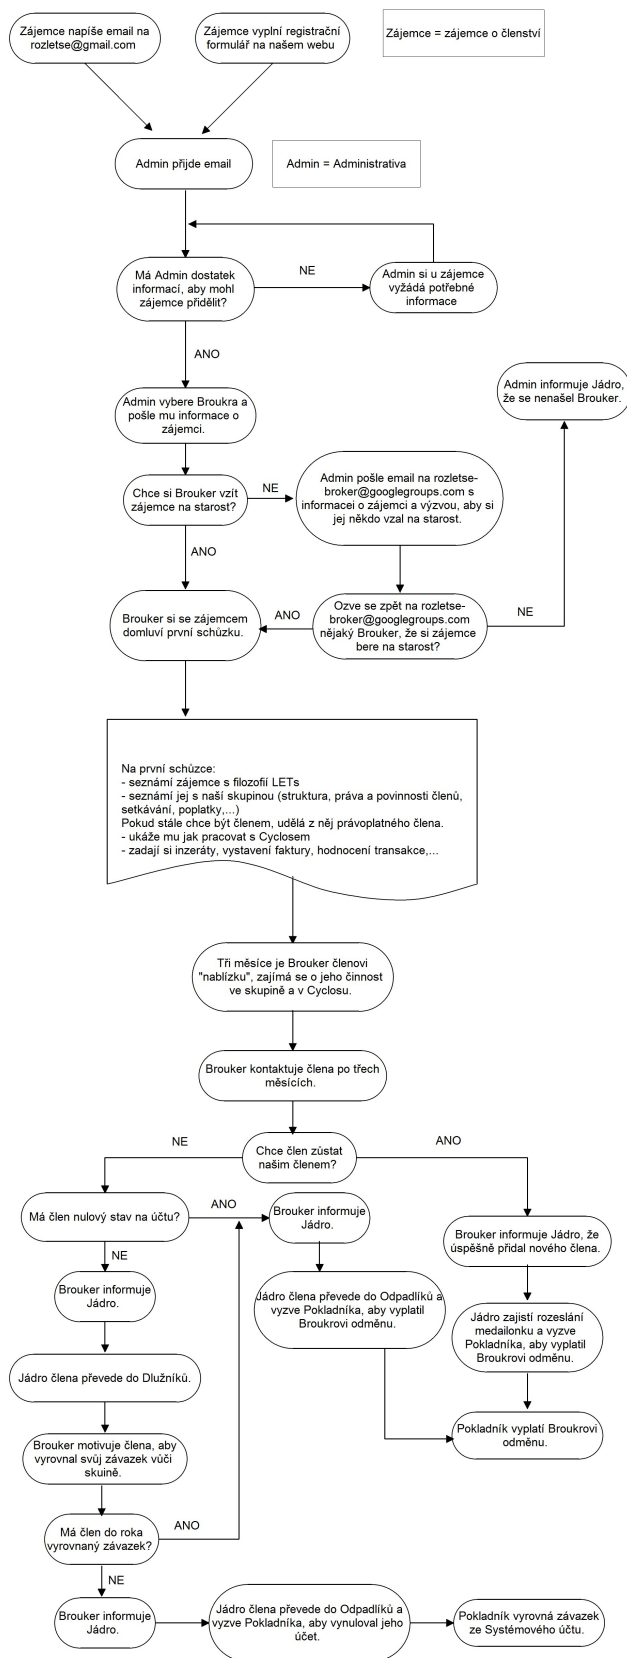 Zájemce napíše email na
rozletse@gmail.com
Zájemce vyplní registrační
formulář na našem webu
Zájemce = zájemce o členství
Admin přijde email
Admin = Administrativa
Má Admin dostatek
informací, aby mohl
zájemce přidělit?
NE
Admin si u zájemce
vyžádá potřebné
informace
ANO
Admin vybere Broukra a
pošle mu informace o
zájemci.
Admin informuje Jádro,
že se nenašel Brouker.
Chce si Brouker vzít
zájemce na starost?
NE
Admin pošle email na rozletse-
broker@googlegroups.com s
informacei o zájemci a výzvou, aby si
jej někdo vzal na starost.
ANO
Brouker si se zájemcem
domluví první schůzku.
ANO
Ozve se zpět na rozletse-
broker@googlegroups.com
nějaký Brouker, že si zájemce
bere na starost?
NE
Na první schůzce:
- seznámí zájemce s filozofií LETs
- seznámí jej s naší skupinou (struktura, práva a povinnosti členů,
setkávání, poplatky,...)
Pokud stále chce být členem, udělá z něj právoplatného člena.
- ukáže mu jak pracovat s Cyclosem
- zadají si inzeráty, vystavení faktury, hodnocení transakce,...
Tři měsíce je Brouker členovi
"nablízku", zajímá se o jeho činnost
ve skupině a v Cyclosu.
Brouker kontaktuje člena po třech
měsících.
Chce člen zůstat
našim členem?
NE
ANO
Má člen nulový stav na účtu?
ANO
Brouker informuje
Jádro.
Brouker informuje Jádro, že
úspěšně přidal nového člena.
NE
Brouker informuje
Jádro.
Jádro člena převede do Odpadlíků a
vyzve Pokladníka, aby vyplatil
Broukrovi odměnu.
Jádro zajistí rozeslání
medailonku a vyzve
Pokladníka, aby vyplatil
Broukrovi odměnu.
Jádro člena převede do Dlužníků.
Pokladník vyplatí Broukrovi
odměnu.
Brouker motivuje člena, aby
vyrovnal svůj závazek vůči
skuině.
Má člen do roka
vyrovnaný závazek?
ANO
NE
Brouker informuje
Jádro.
Jádro člena převede do Odpadlíků a
vyzve Pokladníka, aby vynuloval jeho
účet.
Pokladník vyrovná závazek
ze Systémového účtu.